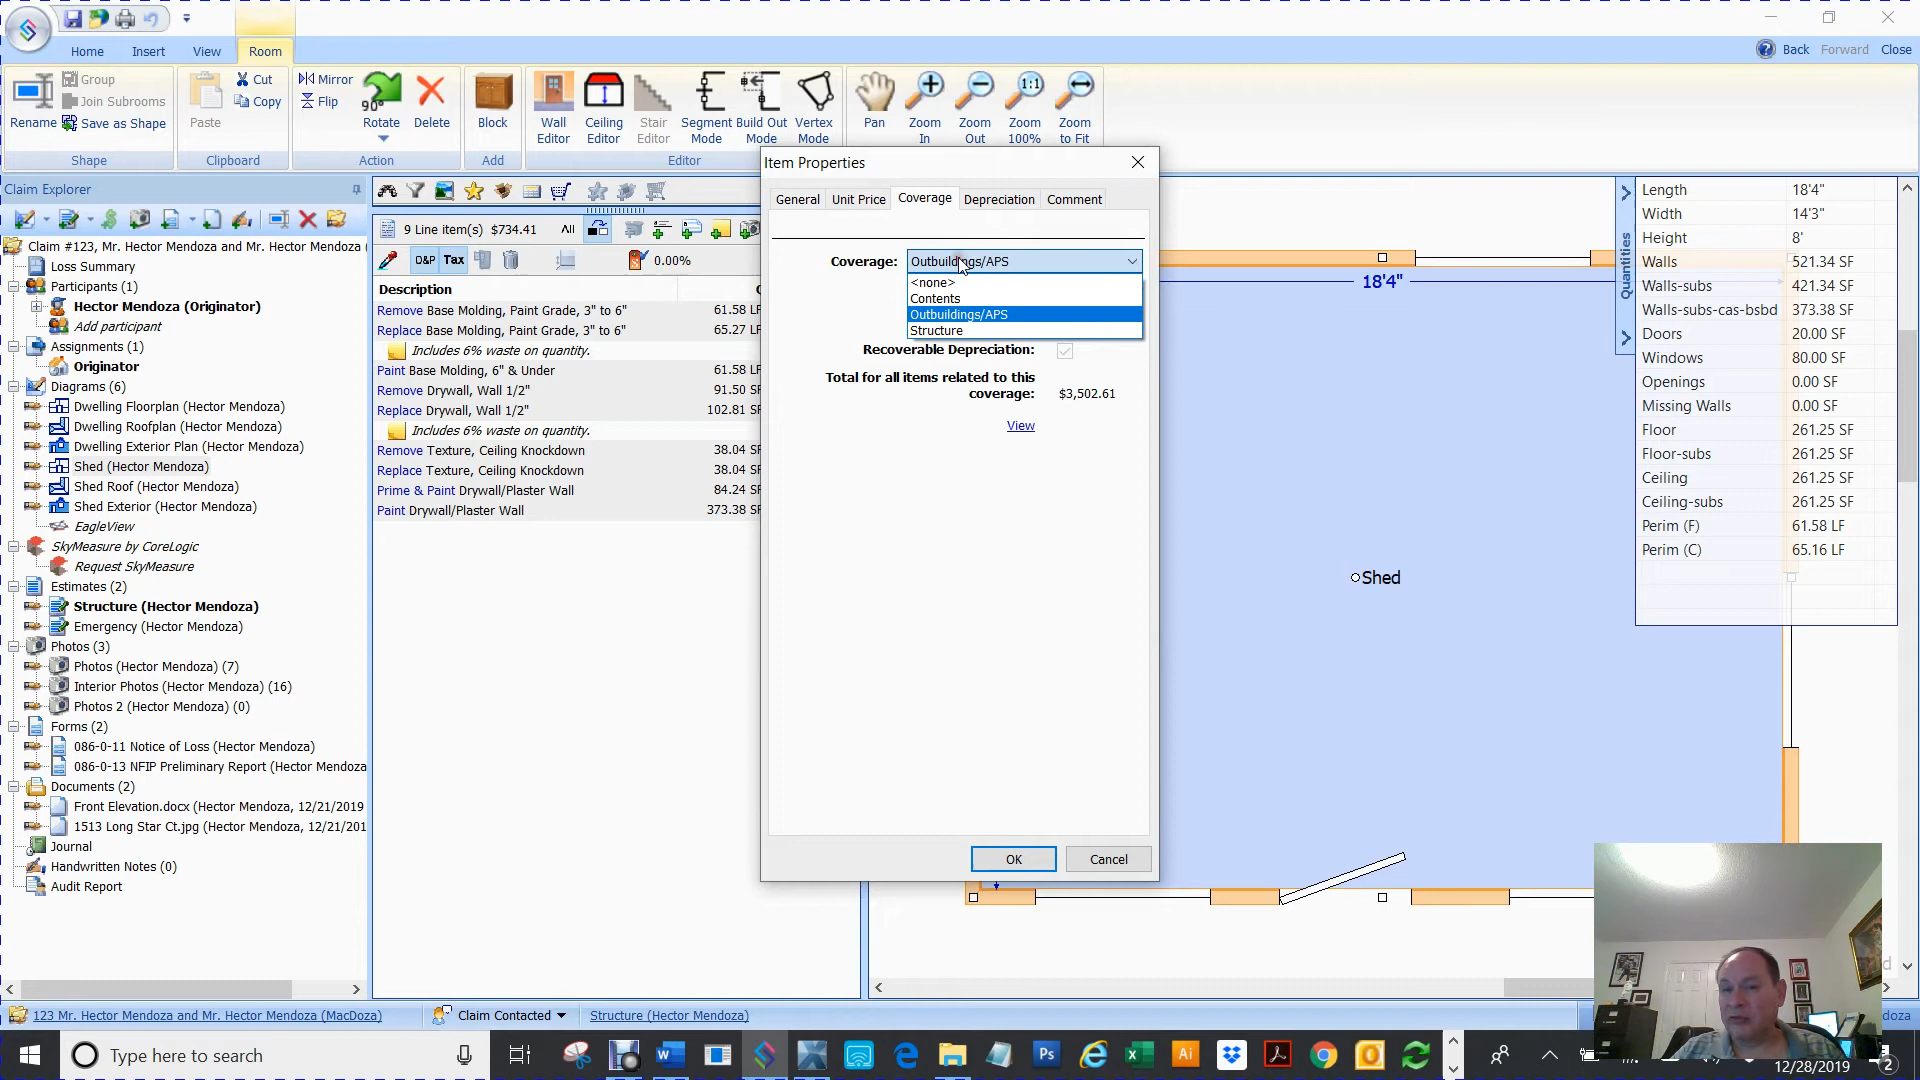 Home
Insert
View
Room
Back
Forward
Close
Rename
Group
Join Subrooms
Save as Shape
Shape
Paste
Cut
Copy
Clipboard
Mirror
Flip
90°
Rotate
Delete
Action
Block
Add
Wall Editor
Ceiling Editor
Stair Editor
Segment Mode
Build Out Mode
Vertex Mode
Editor
Pan
Zoom In
Zoom Out
1:1
Zoom 100%
Zoom to Fit
Claim Explorer
Claim #123, Mr. Hector Mendoza and Mr. Hector Mendoza (
Loss Summary
Participants (1)
Hector Mendoza (Originator)
Add participant
Assignments (1)
Originator
Diagrams (6)
Dwelling Floorplan (Hector Mendoza)
Dwelling Roofplan (Hector Mendoza)
Dwelling Exterior Plan (Hector Mendoza)
Shed (Hector Mendoza)
Shed Roof (Hector Mendoza)
Shed Exterior (Hector Mendoza)
EagleView
SkyMeasure by CoreLogic
Request SkyMeasure
Estimates (2)
Structure (Hector Mendoza)
Emergency (Hector Mendoza)
Photos (3)
Photos (Hector Mendoza) (7)
Interior Photos (Hector Mendoza) (16)
Photos 2 (Hector Mendoza) (0)
Forms (2)
086-0-11 Notice of Loss (Hector Mendoza)
086-0-13 NFIP Preliminary Report (Hector Mendoza
Documents (2)
Front Elevation.docx (Hector Mendoza, 12/21/2019
1513 Long Star Ct.jpg (Hector Mendoza, 12/21/201
Journal
Handwritten Notes (0)
Audit Report
9 Line item(s) $734.41 All
O&P Tax 0.00%
Description
Remove Base Molding, Paint Grade, 3" to 6" 61.58 LF
Replace Base Molding, Paint Grade, 3" to 6" 65.27 LF
Includes 6% waste on quantity.
Paint Base Molding, 6" & Under 61.58 LF
Remove Drywall, Wall 1/2" 91.50 SF
Replace Drywall, Wall 1/2" 102.81 SF
Includes 6% waste on quantity.
Remove Texture, Ceiling Knockdown 38.04 SF
Replace Texture, Ceiling Knockdown 38.04 SF
Prime & Paint Drywall/Plaster Wall 84.24 SF
Paint Drywall/Plaster Wall 373.38 SF
Item Properties
General
Unit Price
Coverage
Depreciation
Comment
Coverage: Outbuildings/APS
<none>
Contents
Outbuildings/APS
Structure
Recoverable Depreciation:
Total for all items related to this
coverage: $3,502.61
View
OK
Cancel
18'4"
Shed
Quantities
Length 18'4"
Width 14'3"
Height 8'
Walls 521.34 SF
Walls-subs 421.34 SF
Walls-subs-cas-bsbd 373.38 SF
Doors 20.00 SF
Windows 80.00 SF
Openings 0.00 SF
Missing Walls 0.00 SF
Floor 261.25 SF
Floor-subs 261.25 SF
Ceiling 261.25 SF
Ceiling-subs 261.25 SF
Perim (F) 61.58 LF
Perim (C) 65.16 LF
123 Mr. Hector Mendoza and Mr. Hector Mendoza (MacDoza)
Claim Contacted
Structure (Hector Mendoza)
doza
Type here to search
12/28/2019
2